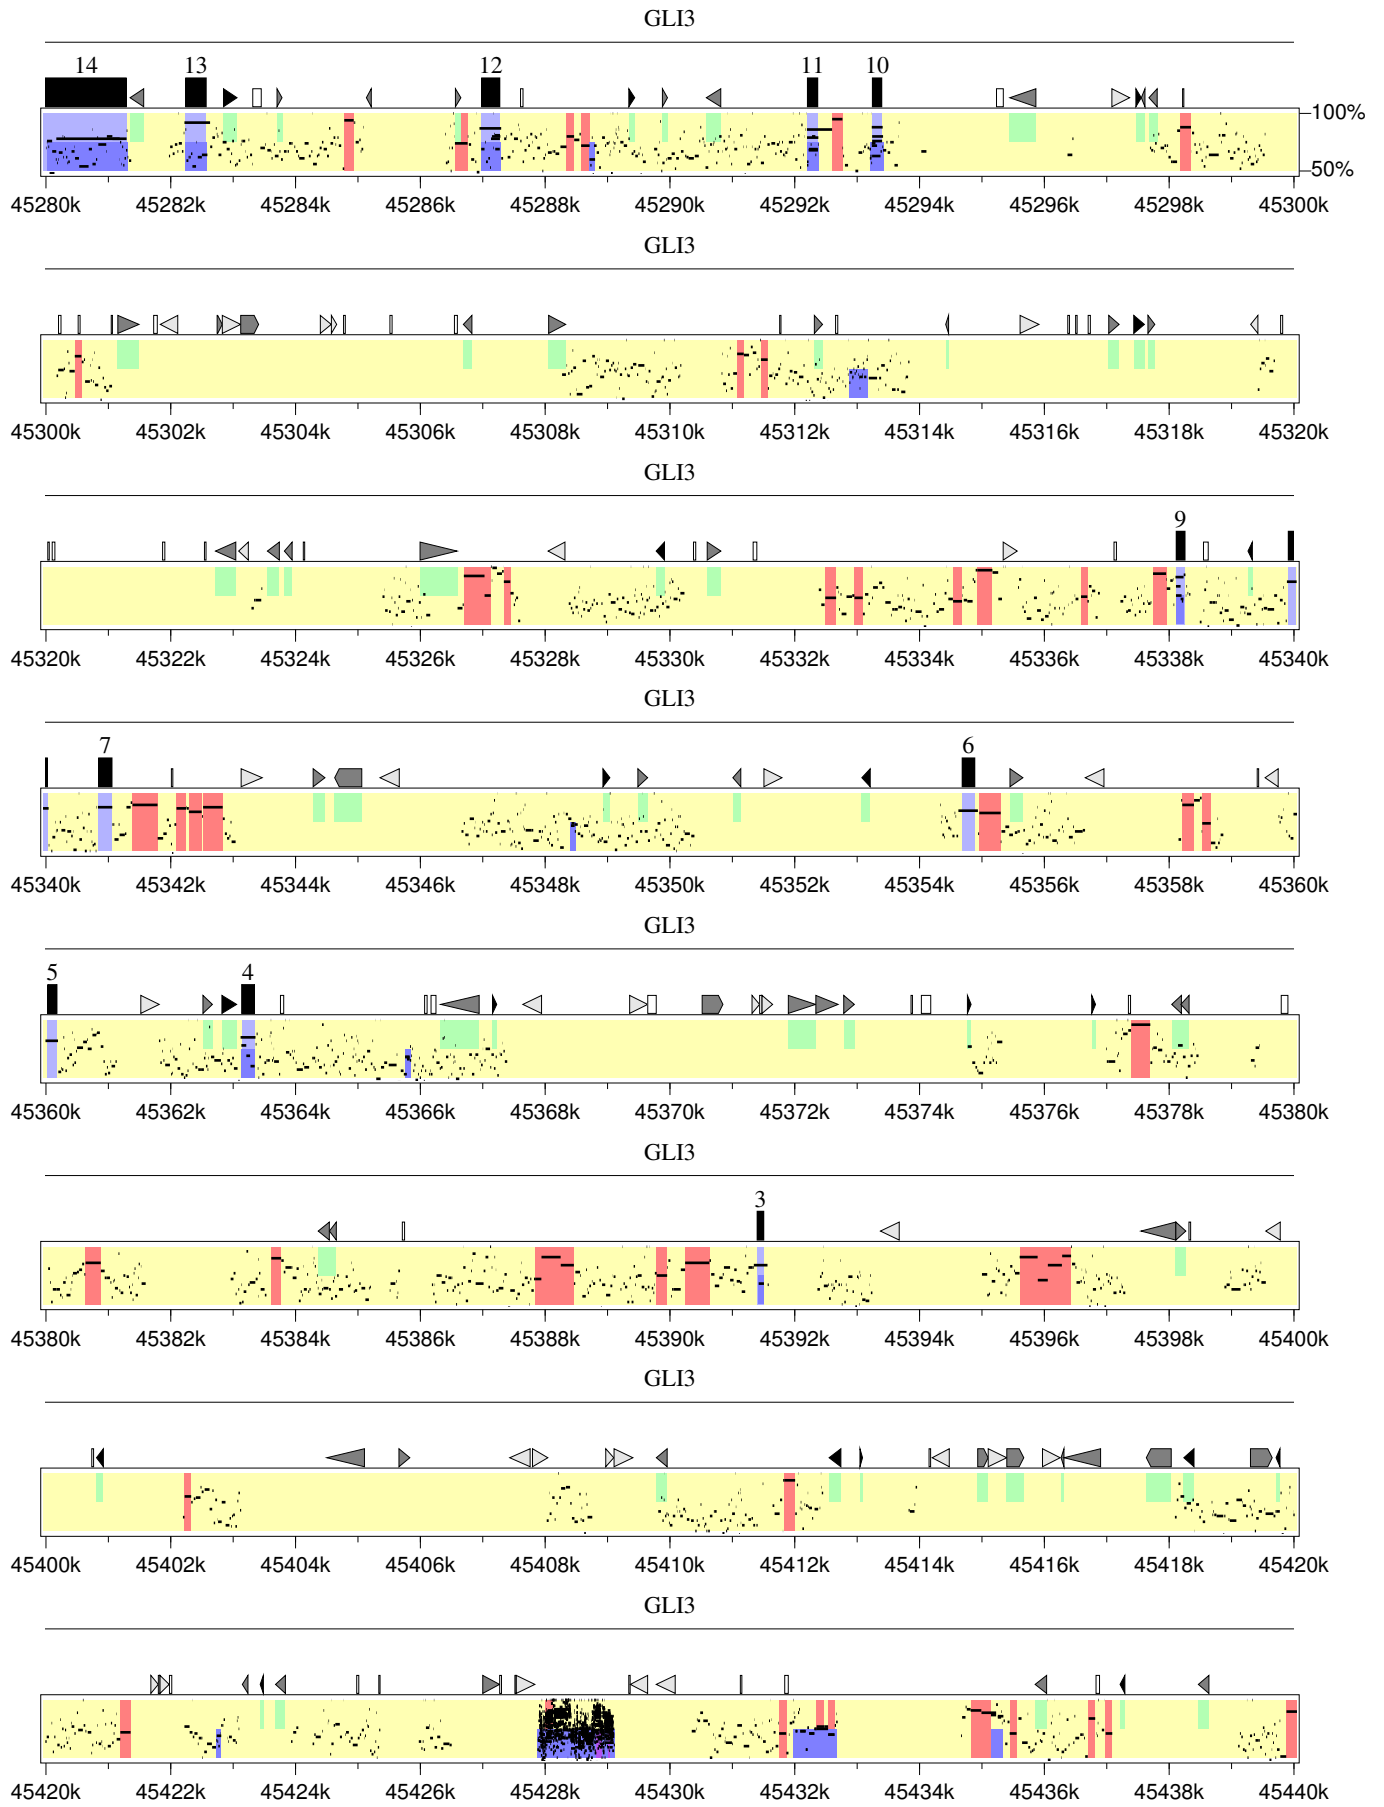 GLI3
14 13 12 11 10
100%
50%
45280k 45282k 45284k 45286k 45288k 45290k 45292k 45294k 45296k 45298k 45300k
GLI3
45300k 45302k 45304k 45306k 45308k 45310k 45312k 45314k 45316k 45318k 45320k
GLI3
9
45320k 45322k 45324k 45326k 45328k 45330k 45332k 45334k 45336k 45338k 45340k
GLI3
7 6
45340k 45342k 45344k 45346k 45348k 45350k 45352k 45354k 45356k 45358k 45360k
GLI3
5 4
45360k 45362k 45364k 45366k 45368k 45370k 45372k 45374k 45376k 45378k 45380k
GLI3
3
45380k 45382k 45384k 45386k 45388k 45390k 45392k 45394k 45396k 45398k 45400k
GLI3
45400k 45402k 45404k 45406k 45408k 45410k 45412k 45414k 45416k 45418k 45420k
GLI3
45420k 45422k 45424k 45426k 45428k 45430k 45432k 45434k 45436k 45438k 45440k